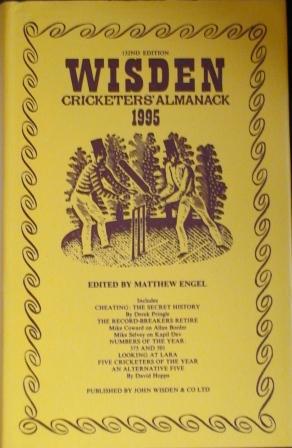 132ND EDITION
WISDEN
CRICKETERS' ALMANACK
1995
EDITED BY MATTHEW ENGEL
Includes
CHEATING: THE SECRET HISTORY
By Derek Pringle
THE RECORD-BREAKERS RETIRE
Mike Coward on Allan Border
Mike Selvey on Kapil Dev
NUMBERS OF THE YEAR:
375 AND 501
LOOKING AT LARA
FIVE CRICKETERS OF THE YEAR
AN ALTERNATIVE FIVE
By David Hopps
PUBLISHED BY JOHN WISDEN & CO LTD